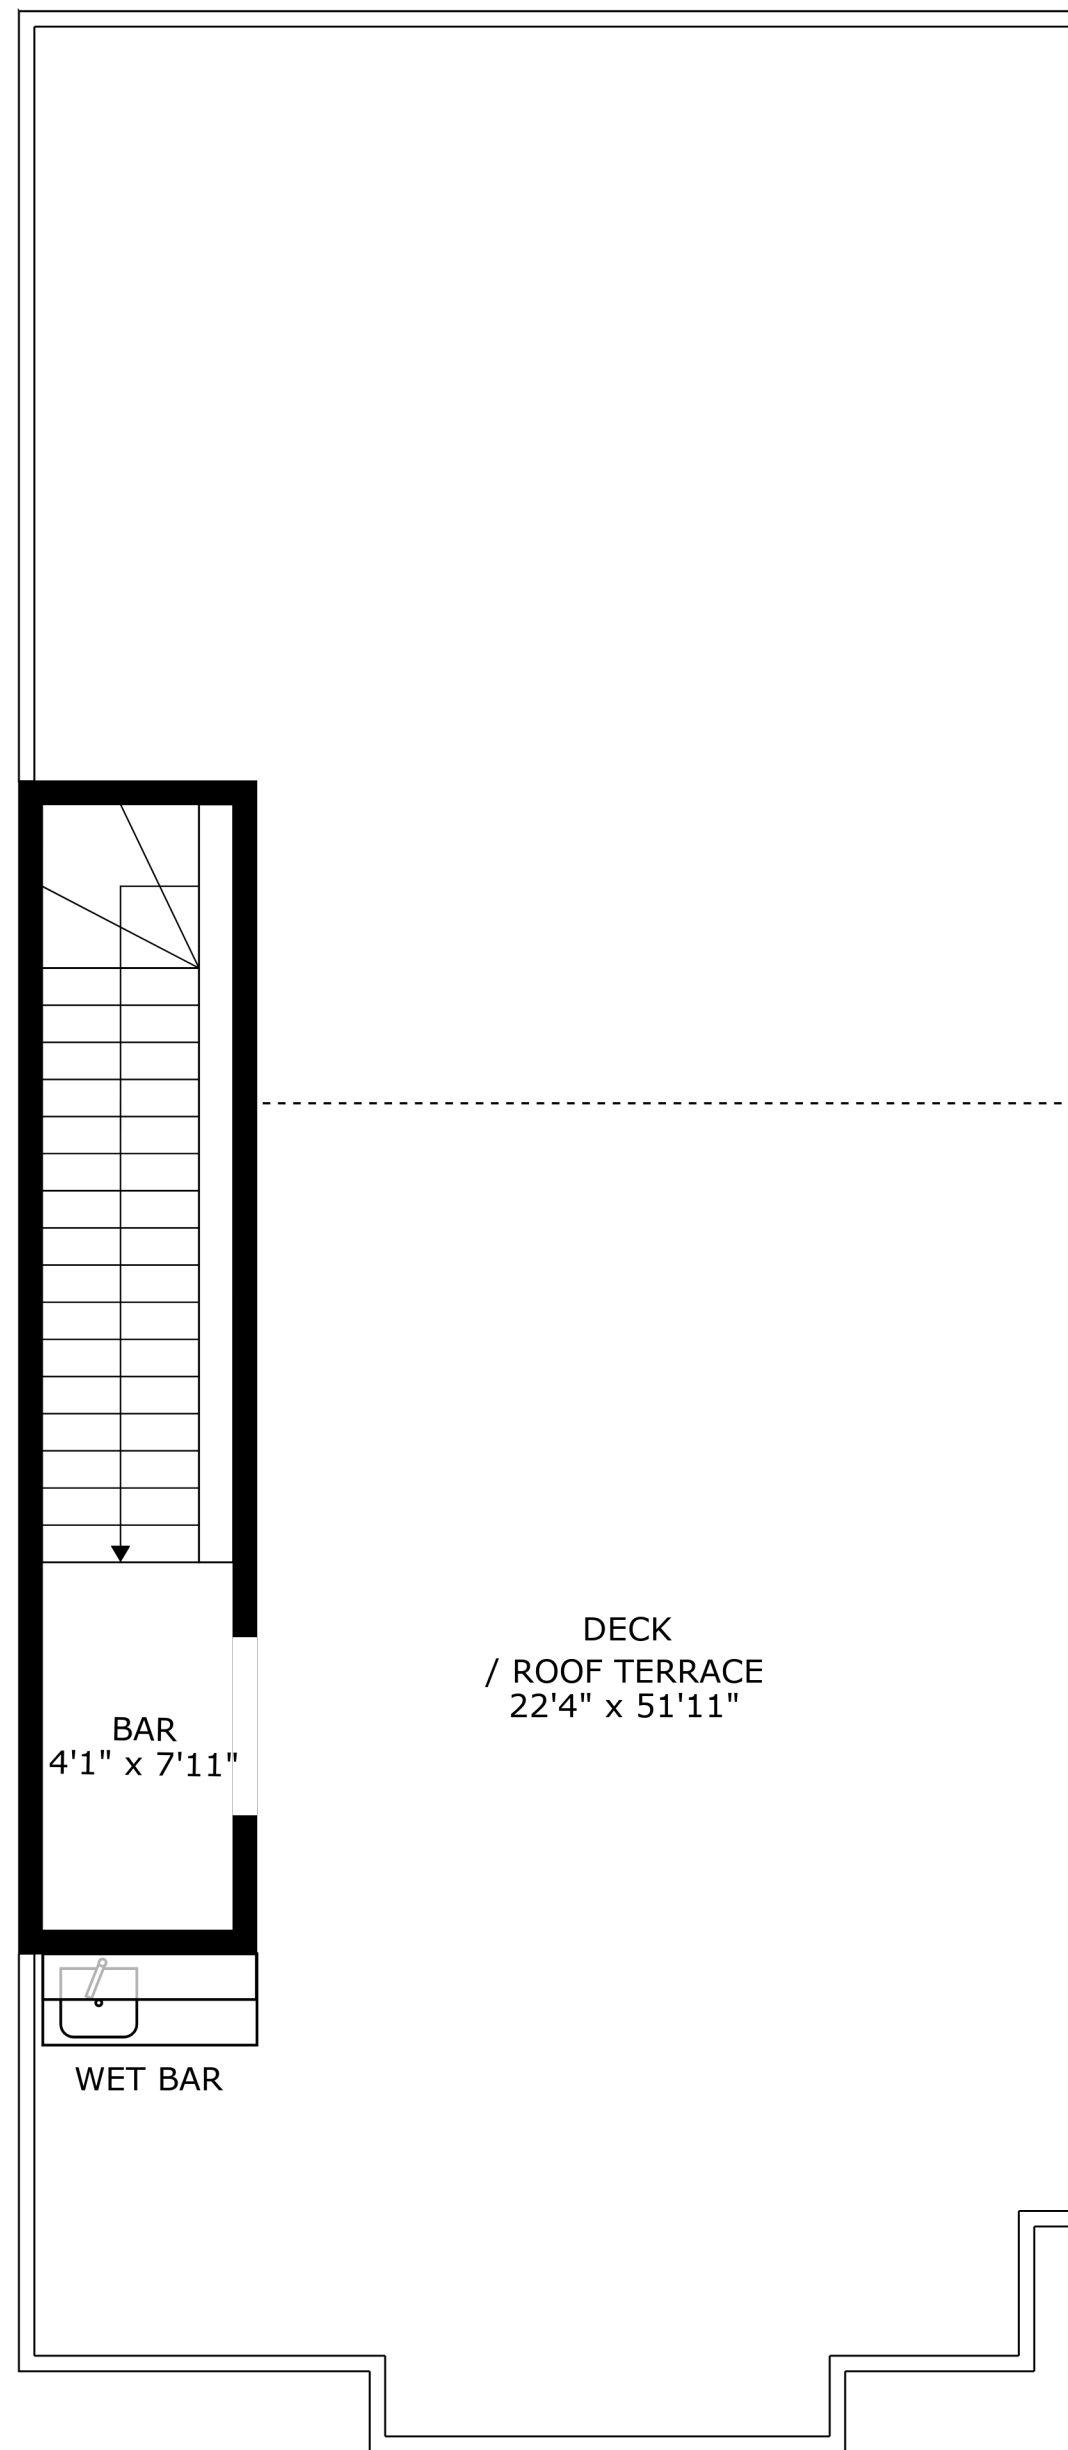 DECK
/ ROOF TERRACE
22'4" x 51'11"
BAR
4'1" x 7'11"
WET BAR